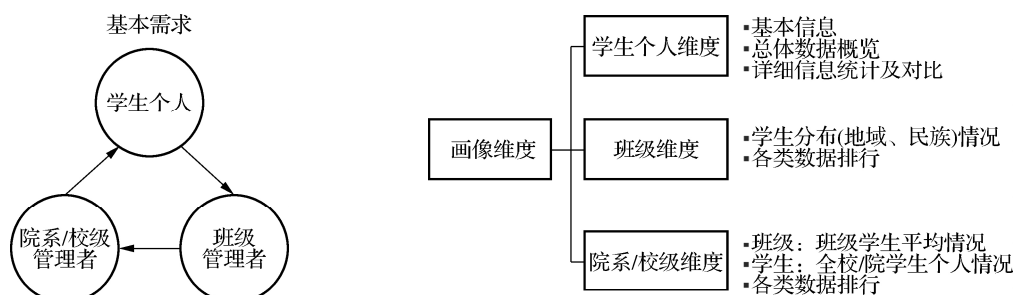 基本需求
学生个人
院系/校级
管理者
班级
管理者
画像维度
学生个人维度
▪基本信息
▪总体数据概览
▪详细信息统计及对比
班级维度
▪学生分布(地域、民族)情况
▪各类数据排行
院系/校级维度
▪班级：班级学生平均情况
▪学生：全校/院学生个人情况
▪各类数据排行